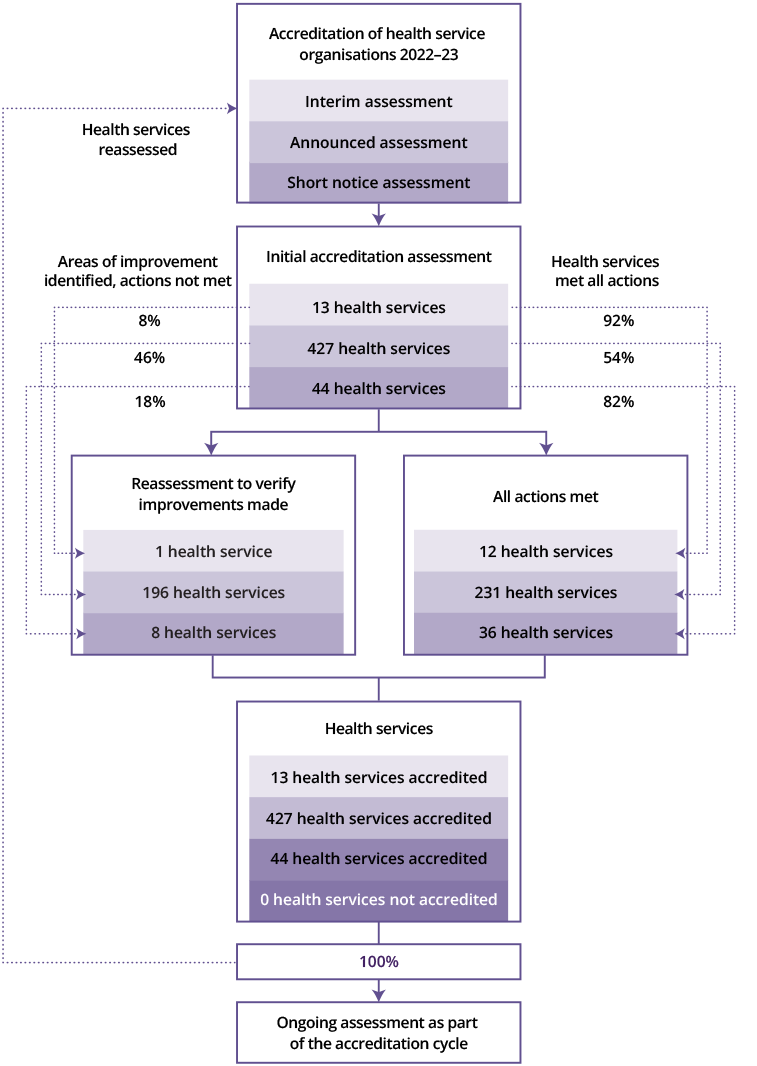 Accreditation of health service
organisations 2022–23
Interim assessment
Announced assessment
Short notice assessment
Health services
reassessed
Areas of improvement
identified, actions not met
Initial accreditation assessment
Health services
met all actions
13 health services
8%
92%
427 health services
46%
54%
44 health services
18%
82%
Reassessment to verify
improvements made
1 health service
196 health services
8 health services
All actions met
12 health services
231 health services
36 health services
Health services
13 health services accredited
427 health services accredited
44 health services accredited
0 health services not accredited
100%
Ongoing assessment as part
of the accreditation cycle